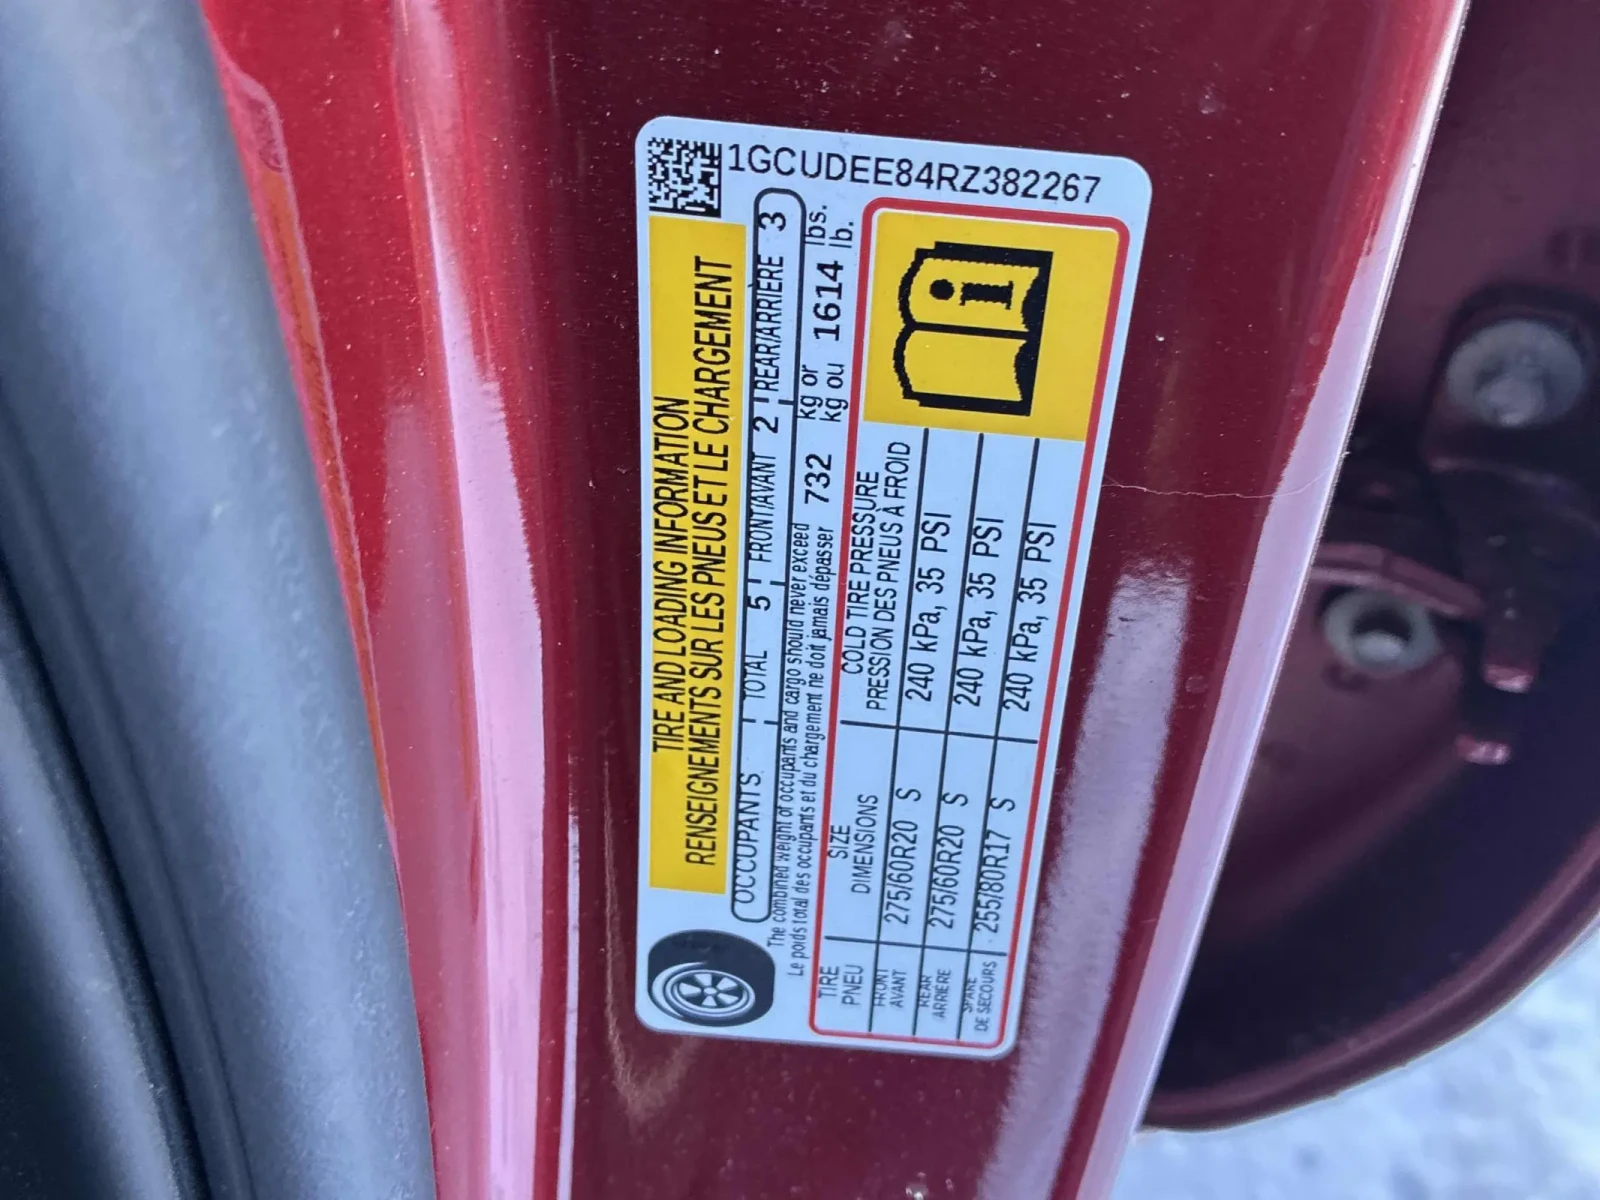 1GCUDEE84RZ382267
TIRE AND LOADING INFORMATION
RENSEIGNEMENTS SUR LES PNEUS ET LE CHARGEMENT
OCCUPANTS TOTAL 5 FRONT/AVANT 2 REAR/ARRIERE 3
The combined weight of occupants and cargo should never exceed 732 kg or 1614 lbs.
Le poids total des occupants et du chargement ne doit jamais dépasser kg ou lb.
TIRE SIZE COLD TIRE PRESSURE
PNEU DIMENSIONS PRESSION DES PNEUS À FROID
FRONT 275/60R20 S 240 kPa, 35 PSI
AVANT
REAR 275/60R20 S 240 kPa, 35 PSI
ARRIERE
SPARE 255/80R17 S 240 kPa, 35 PSI
DE SECOURS